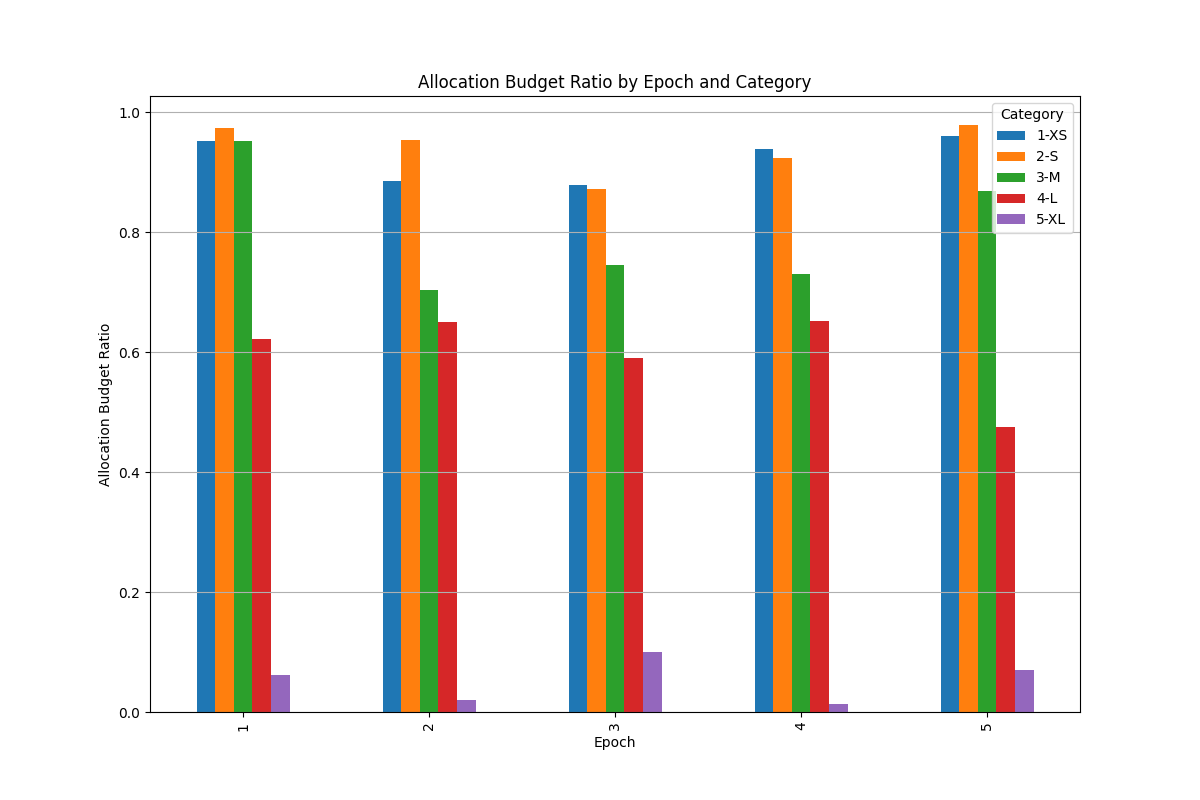 Allocation Budget Ratio by Epoch and Category
Category
1-XS
2-S
3-M
4-L
5-XL
Allocation Budget Ratio
1.0
0.8
0.6
0.4
0.2
0.0
1
2
3
4
5
Epoch